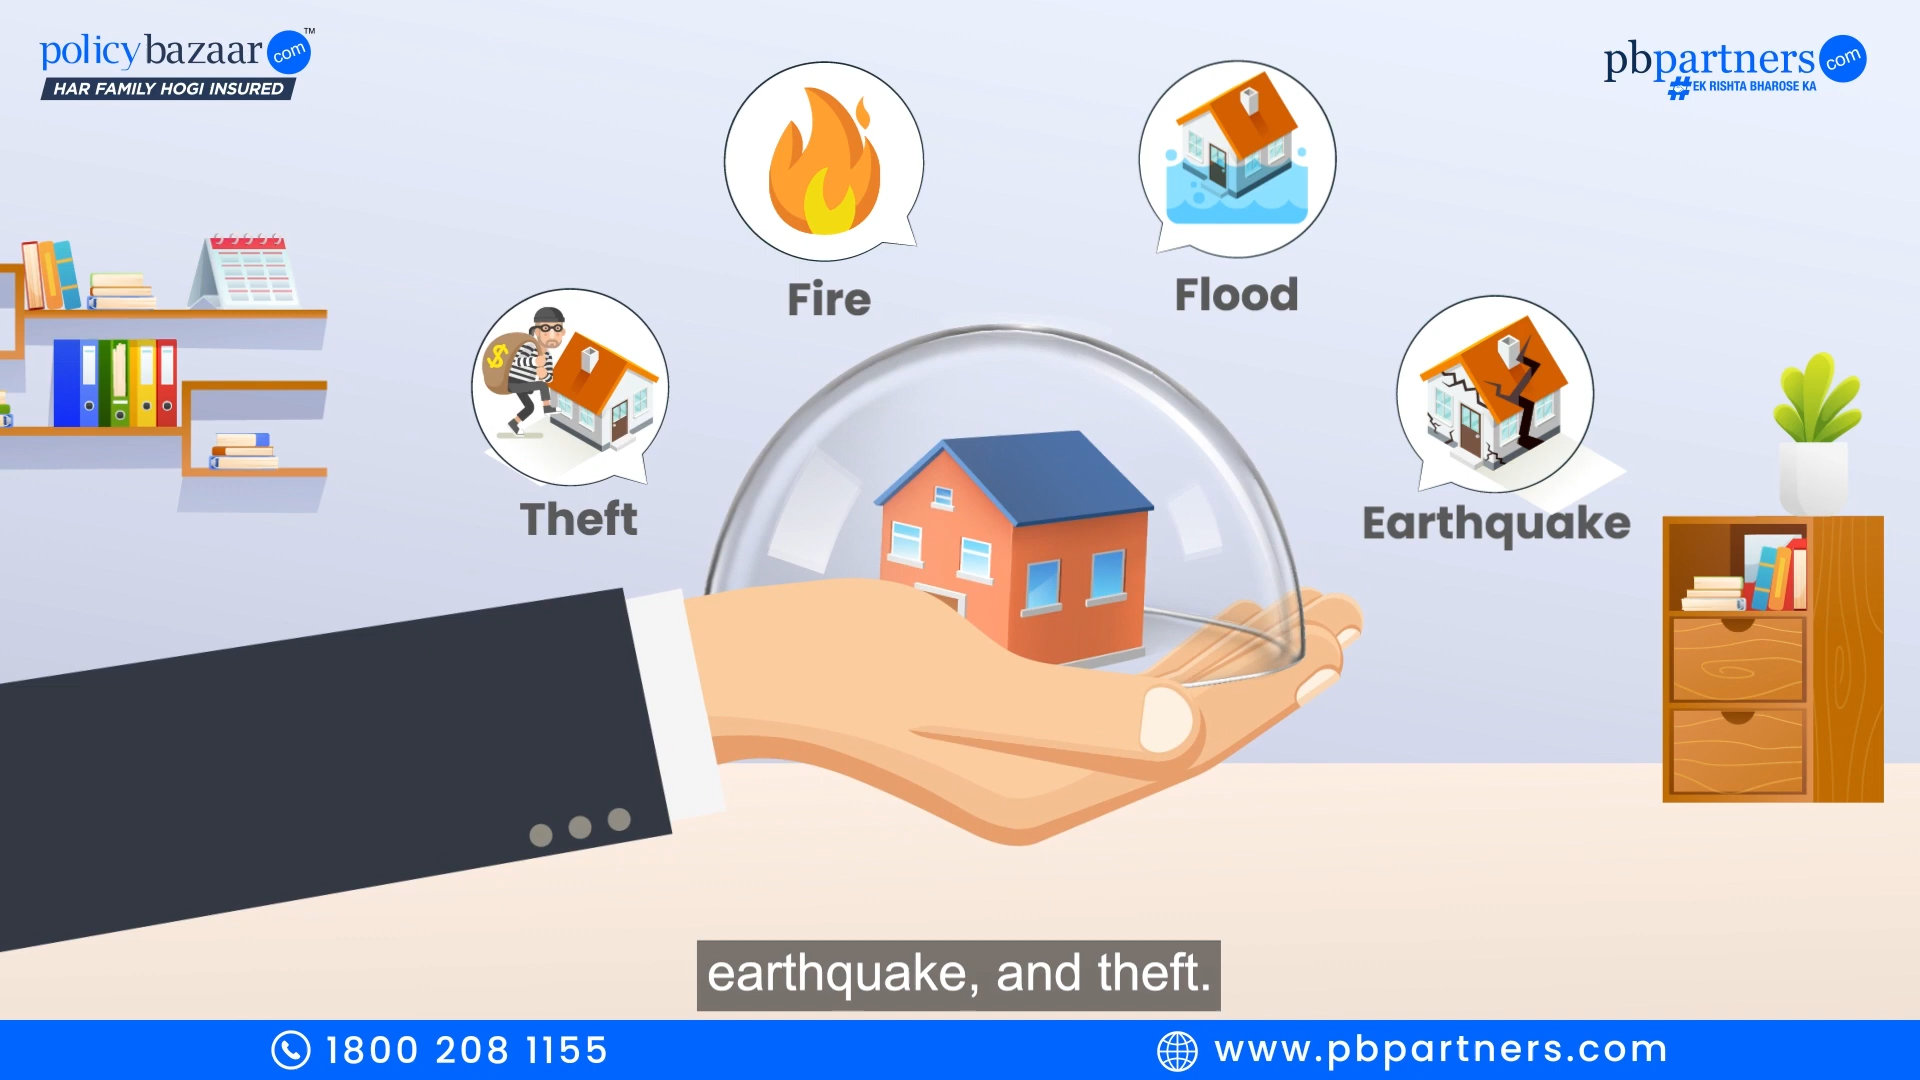 policybazaar.com™
HAR FAMILY HOGI INSURED
pbpartners.com
#EK RISHTA BHAROSE KA
Fire
Flood
$
Theft
Earthquake
earthquake, and theft.
1800 208 1155
www.pbpartners.com